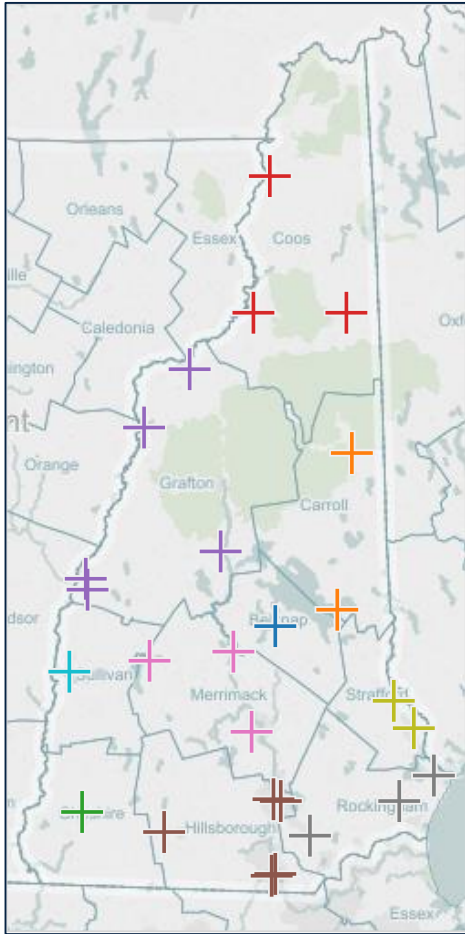 Orleans
Essex
Coos
ille
Oxf
Caledonia
ington
nt
Orange
Grafton
Carroll
dsor
Belknap
Sullivan
Merrimack
Strafford
Cheshire
Hillsborough
Rockingham
Essex